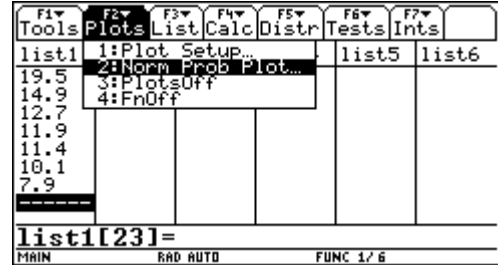 F1▾ F2▾ F3▾ F4▾ F5▾ F6▾ F7▾
Tools Plots List Calc Distr Tests Ints
list1 list5 list6
1:Plot Setup…
2:Norm Prob Plot…
3:PlotsOff
4:FnOff
19.5
14.9
12.7
11.9
11.4
10.1
7.9
------
list1[23]=
MAIN RAD AUTO FUNC 1/6